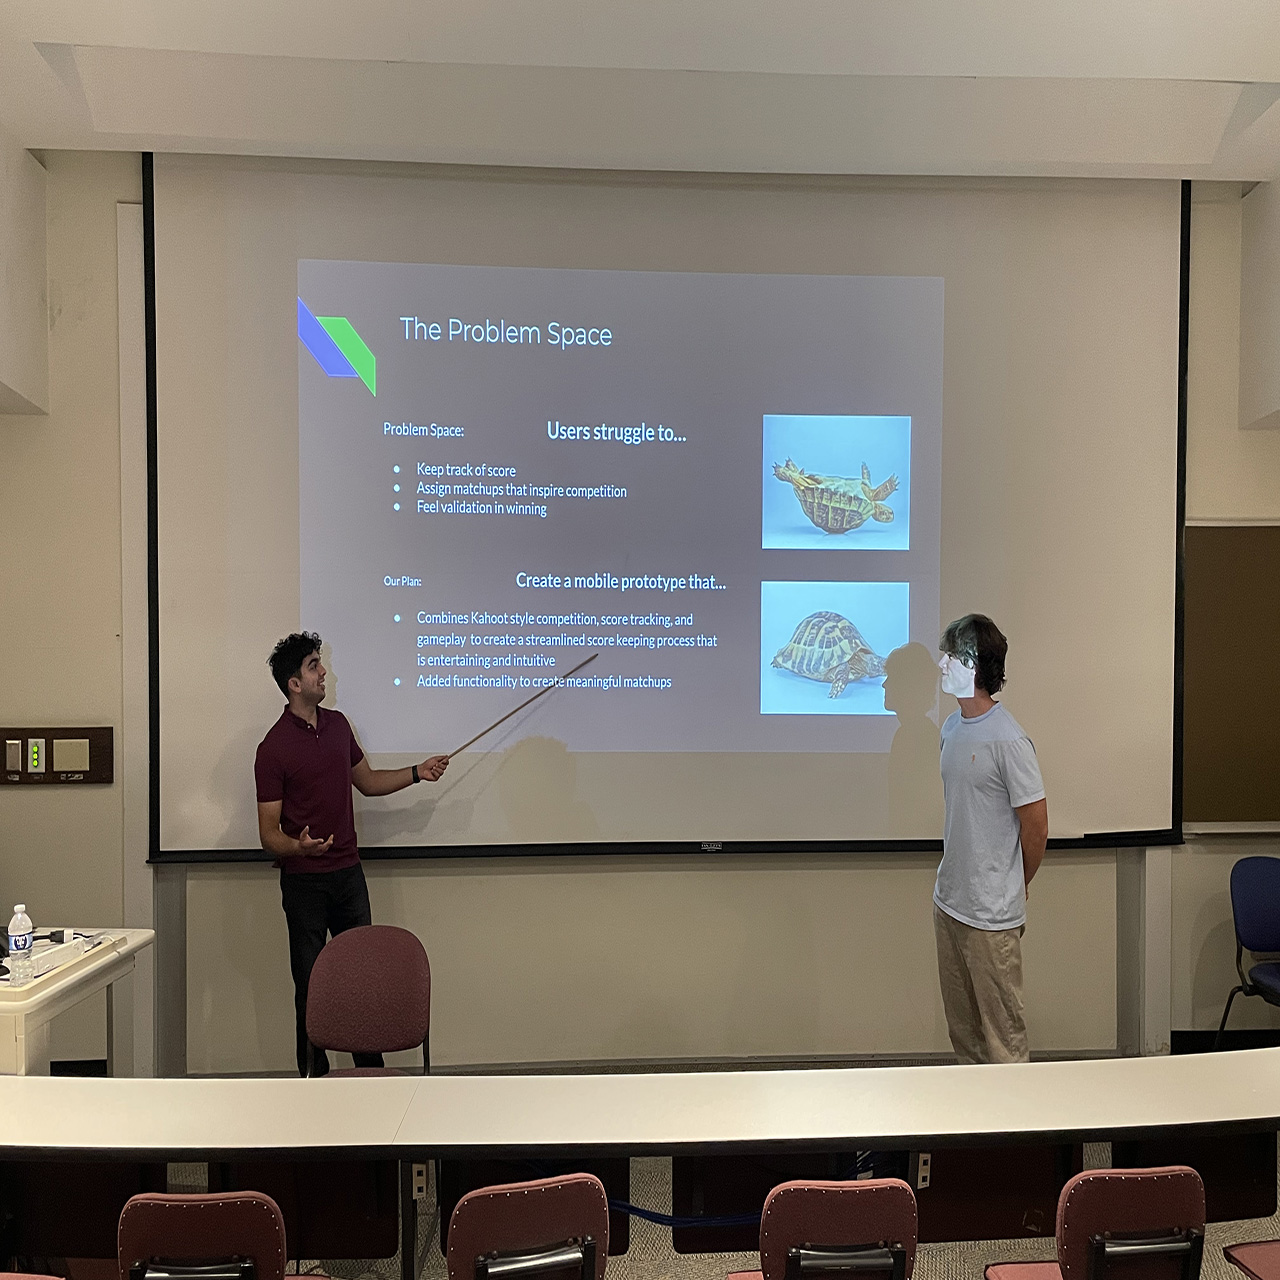 The Problem Space
Problem Space:
Users struggle to...
Keep track of score
Assign matchups that inspire competition
Feel validation in winning
Our Plan:
Create a mobile prototype that...
Combines Kahoot style competition, score tracking, and
gameplay to create a streamlined score keeping process that
is entertaining and intuitive
Added functionality to create meaningful matchups